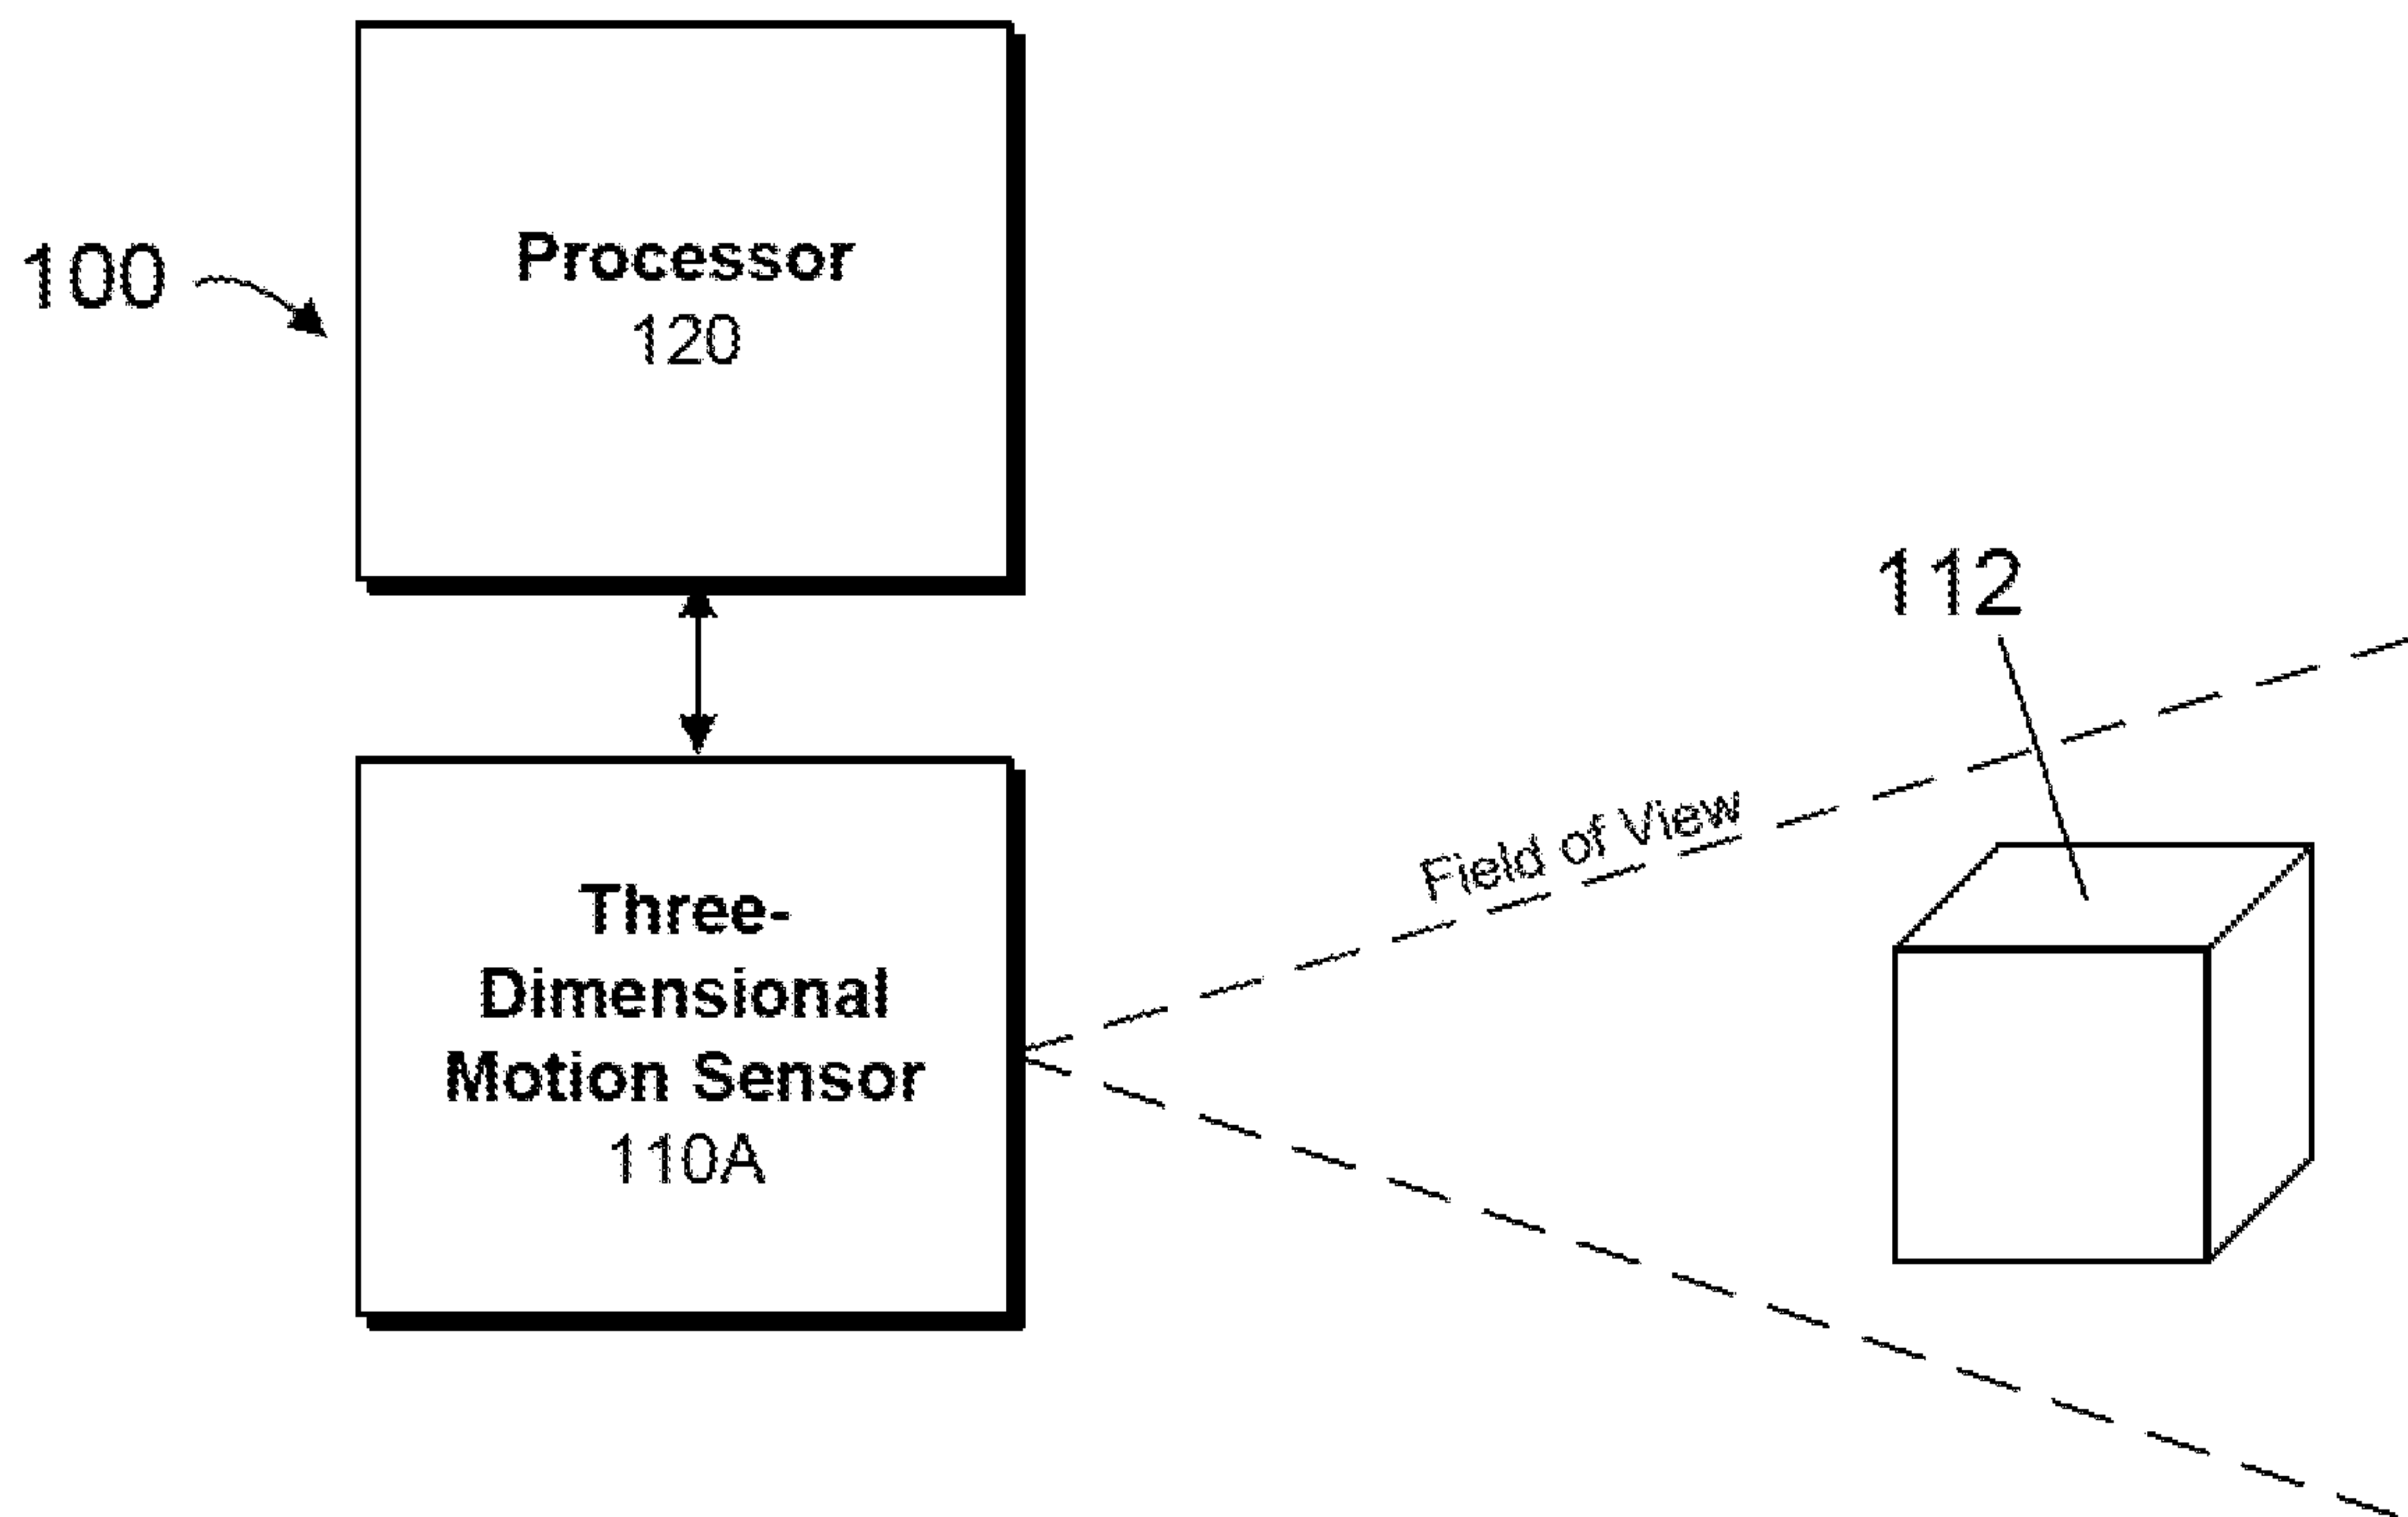 Processor
120
100
112
Field of View
Three-
Dimensional
Motion Sensor
110A